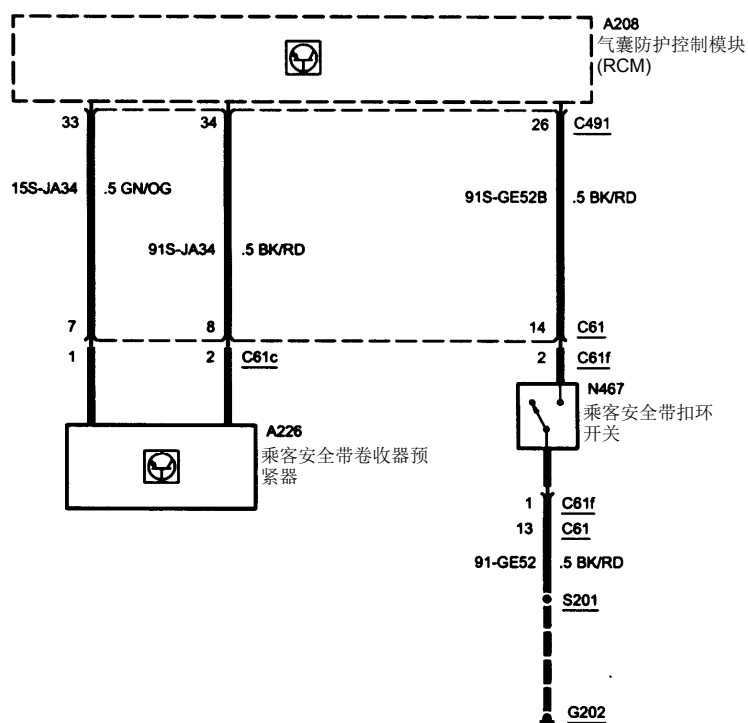 A208
气囊防护控制模块
(RCM)
33
34
26
C491
15S-JA34
.5 GN/OG
91S-GE52B
.5 BK/RD
91S-JA34
.5 BK/RD
7
8
14
C61
1
2
C61c
2
C61f
N467
乘客安全带扣环
开关
A226
乘客安全带卷收器预
紧器
1
C61f
13
C61
91-GE52
.5 BK/RD
S201
G202